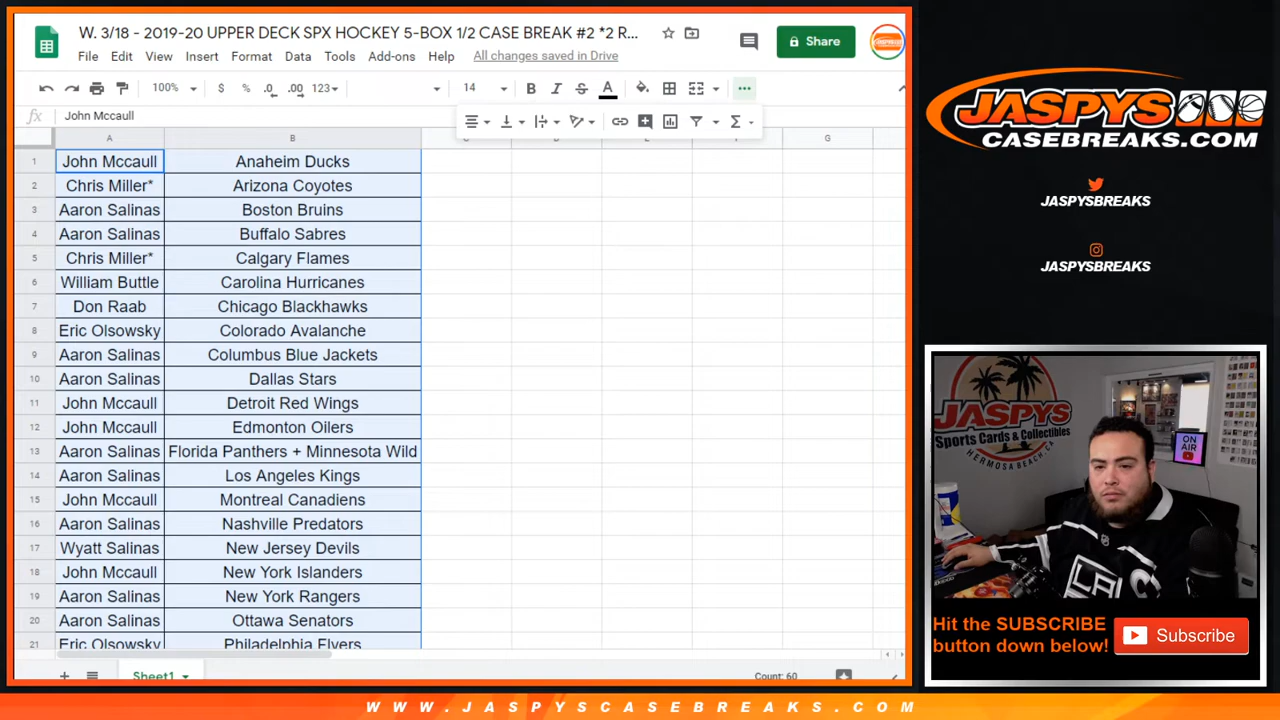 W. 3/18 - 2019-20 UPPER DECK SPX HOCKEY 5-BOX 1/2 CASE BREAK #2 *2 R...
File Edit View Insert Format Data Tools Add-ons Help All changes saved in Drive
Share
100% $ % .0 .00 123 14 B I S A
fx John Mccaull
A B G
1 John Mccaull Anaheim Ducks
2 Chris Miller* Arizona Coyotes
3 Aaron Salinas Boston Bruins
4 Aaron Salinas Buffalo Sabres
5 Chris Miller* Calgary Flames
6 William Buttle Carolina Hurricanes
7 Don Raab Chicago Blackhawks
8 Eric Olsowsky Colorado Avalanche
9 Aaron Salinas Columbus Blue Jackets
10 Aaron Salinas Dallas Stars
11 John Mccaull Detroit Red Wings
12 John Mccaull Edmonton Oilers
13 Aaron Salinas Florida Panthers + Minnesota Wild
14 Aaron Salinas Los Angeles Kings
15 John Mccaull Montreal Canadiens
16 Aaron Salinas Nashville Predators
17 Wyatt Salinas New Jersey Devils
18 John Mccaull New York Islanders
19 Aaron Salinas New York Rangers
20 Aaron Salinas Ottawa Senators
21 Eric Olsowsky Philadelphia Flyers
Sheet1
Count: 60
JASPYS
CASEBREAKS.COM
JASPYSBREAKS
JASPYSBREAKS
JASPYS
Sports Cards & Collectibles
HERMOSA BEACH, CA
ON AIR
LA
C
Hit the SUBSCRIBE
button down below!
Subscribe
WWW.JASPYSCASEBREAKS.COM